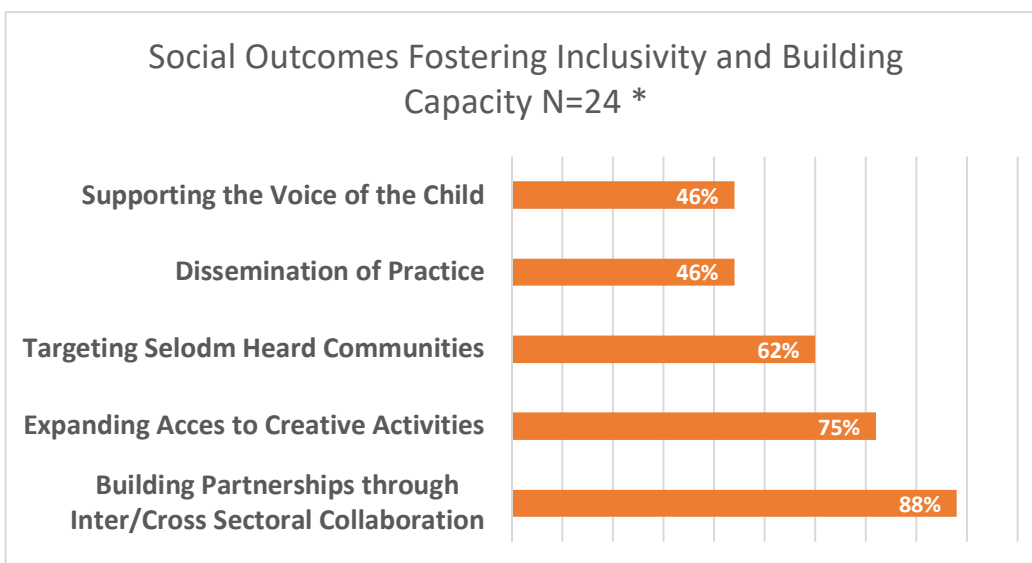 Social Outcomes Fostering Inclusivity and Building
Capacity N=24 *
Supporting the Voice of the Child
46%
Dissemination of Practice
46%
Targeting Selodm Heard Communities
62%
Expanding Acces to Creative Activities
75%
Building Partnerships through
Inter/Cross Sectoral Collaboration
88%